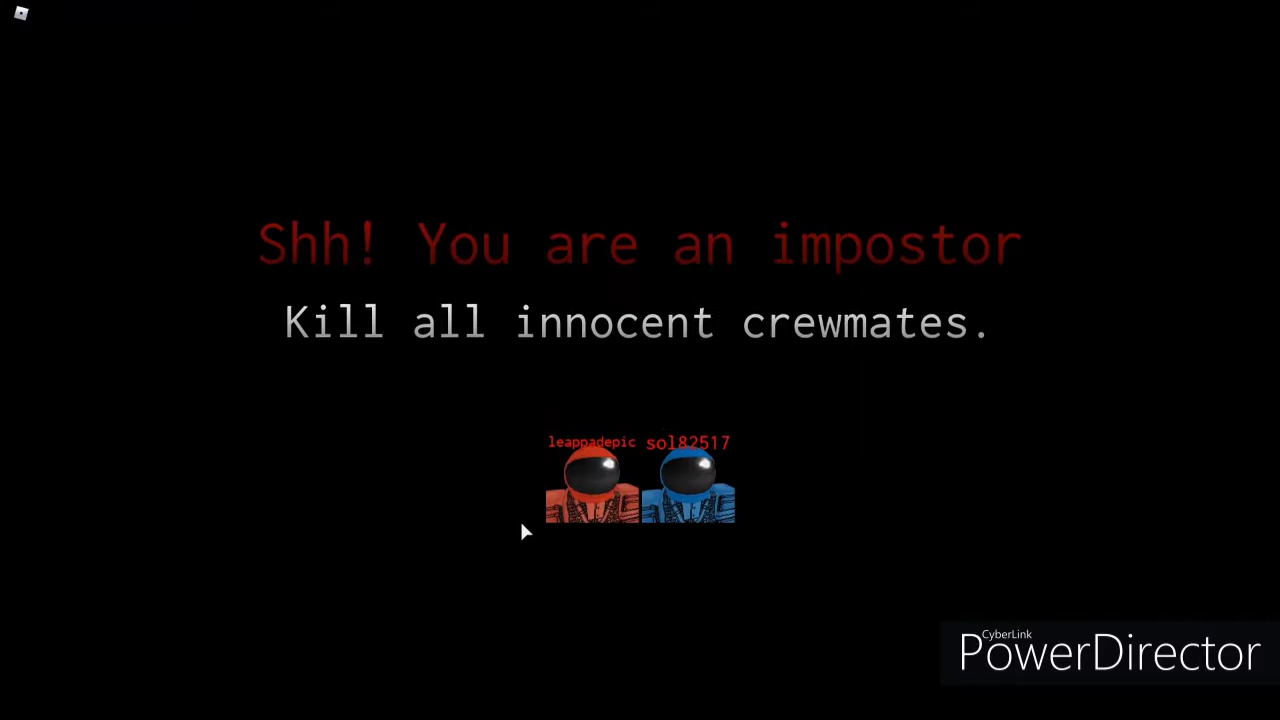 Shh! You are an impostor
Kill all innocent crewmates.
leappadepic sol82517
CyberLink
PowerDirector